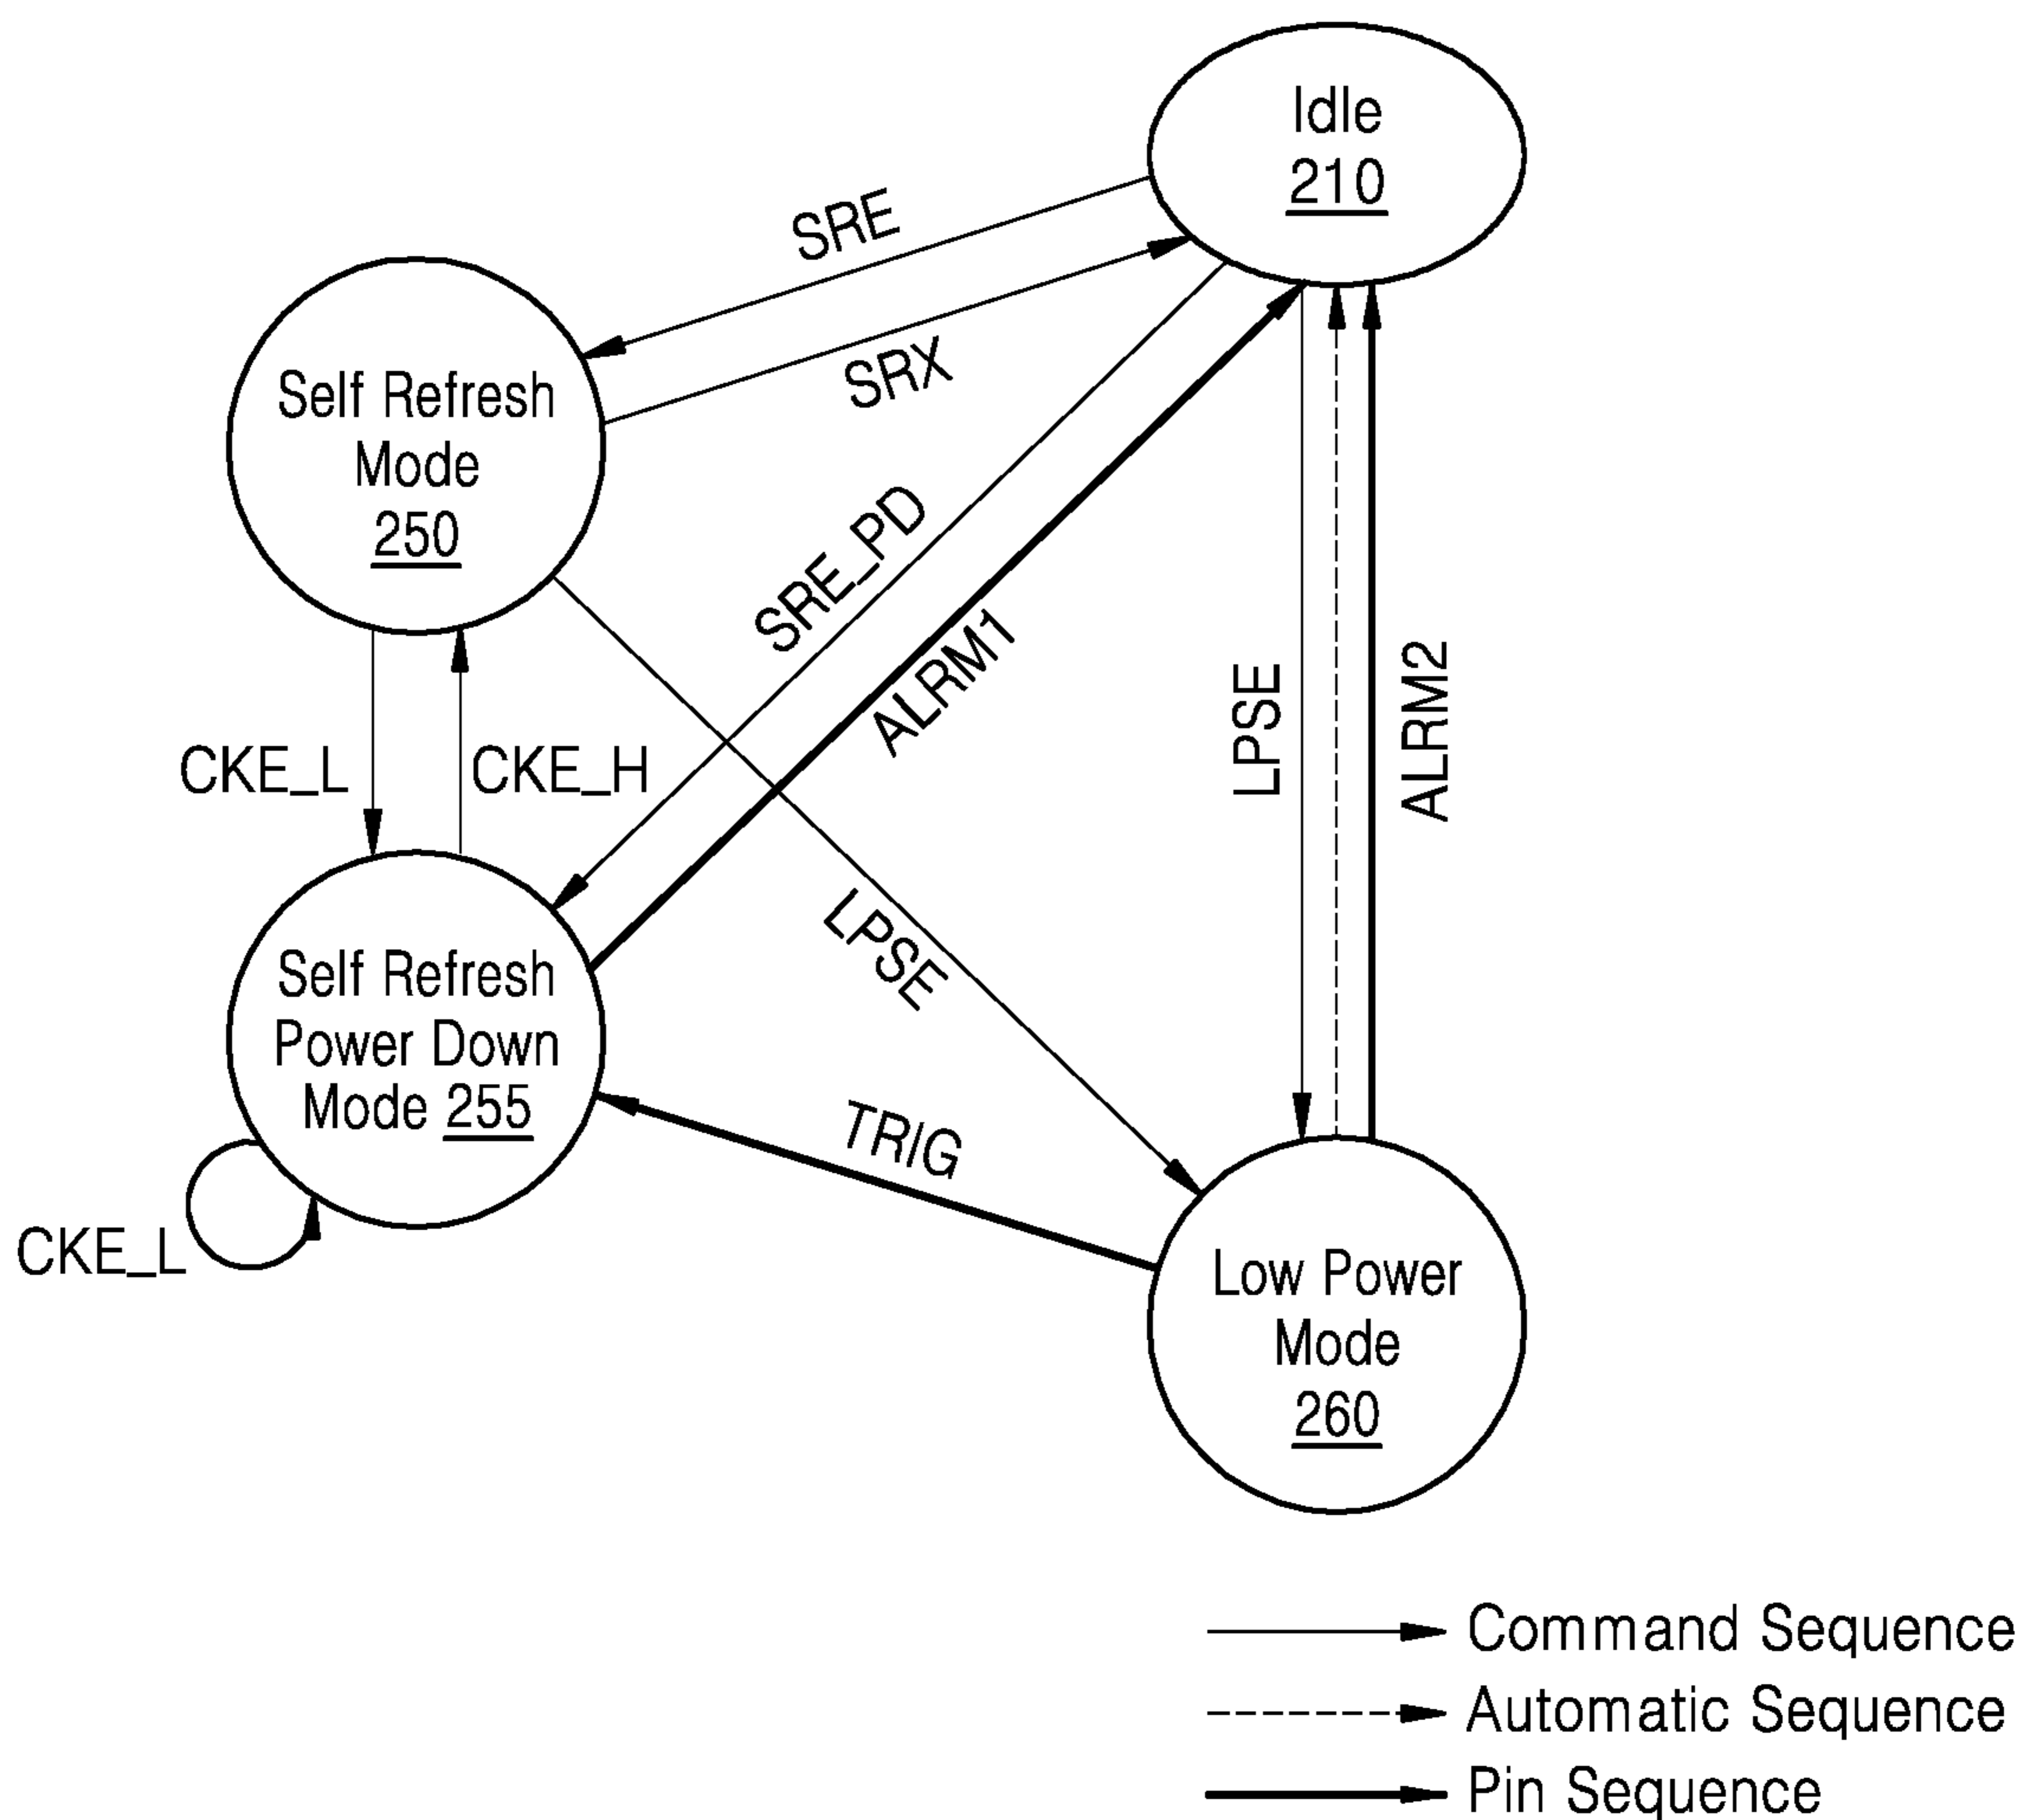 Idle
210
SRE
SRX
Self Refresh
Mode
250
SRE_PD
ALRM1
LPSE
ALRM2
CKE_L
CKE_H
LPSE
Self Refresh
Power Down
Mode 255
TRIG
CKE_L
Low Power
Mode
260
Command Sequence
Automatic Sequence
Pin Sequence